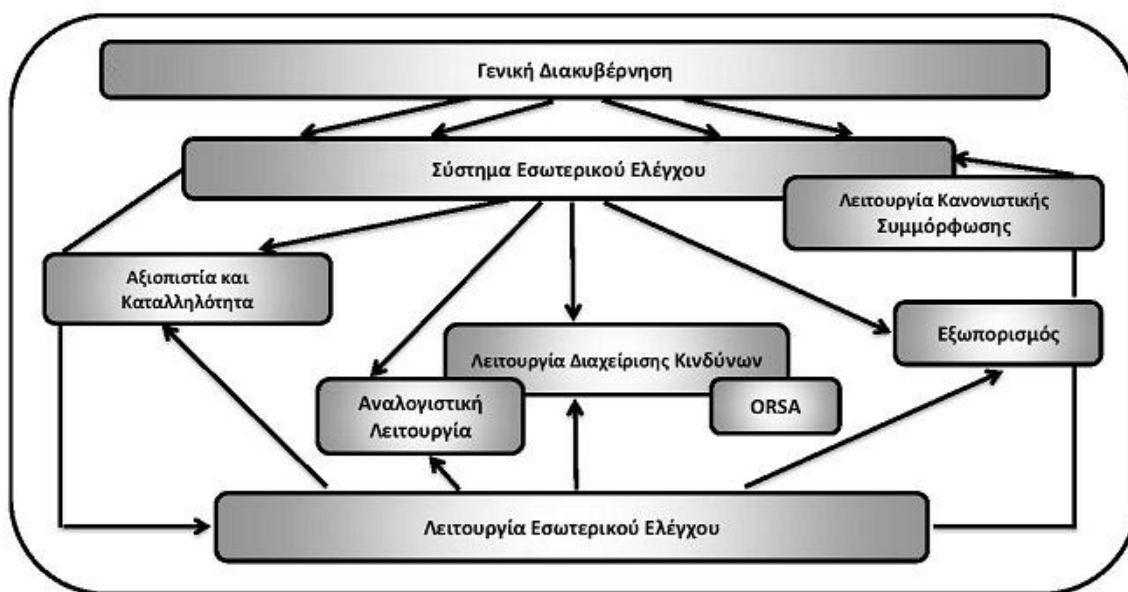 Γενική Διακυβέρνηση
Σύστημα Εσωτερικού Ελέγχου
Λειτουργία Κανονιστικής
Συμμόρφωσης
Αξιοπιστία και
Καταλληλότητα
Εξωπορισμός
Λειτουργία Διαχείρισης Κινδύνων
Αναλογιστική
Λειτουργία
ORSA
Λειτουργία Εσωτερικού Ελέγχου